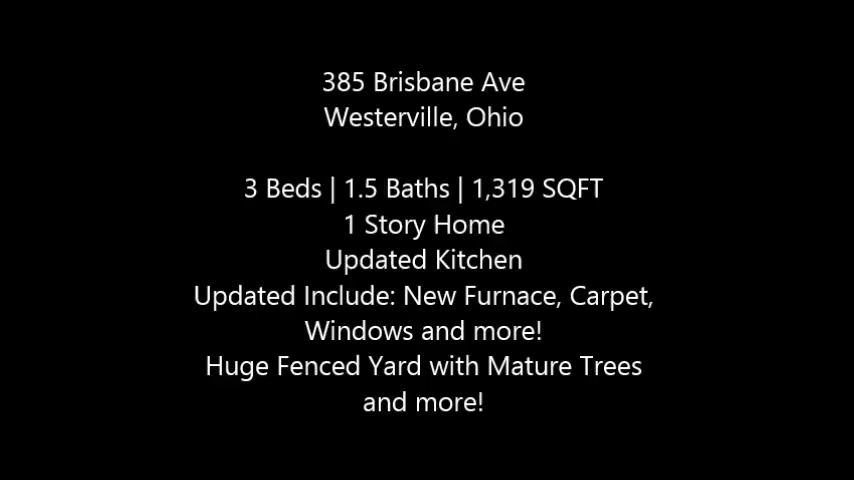 385 Brisbane Ave
Westerville, Ohio
3 Beds | 1.5 Baths | 1,319 SQFT
1 Story Home
Updated Kitchen
Updated Include: New Furnace, Carpet,
Windows and more!
Huge Fenced Yard with Mature Trees
and more!